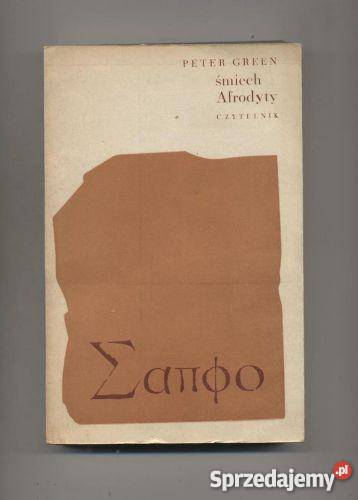 PETER GREEN
śmiech
Afrodyty
CZYTELNIK
Σαπφο
Sprzedajemy.pl